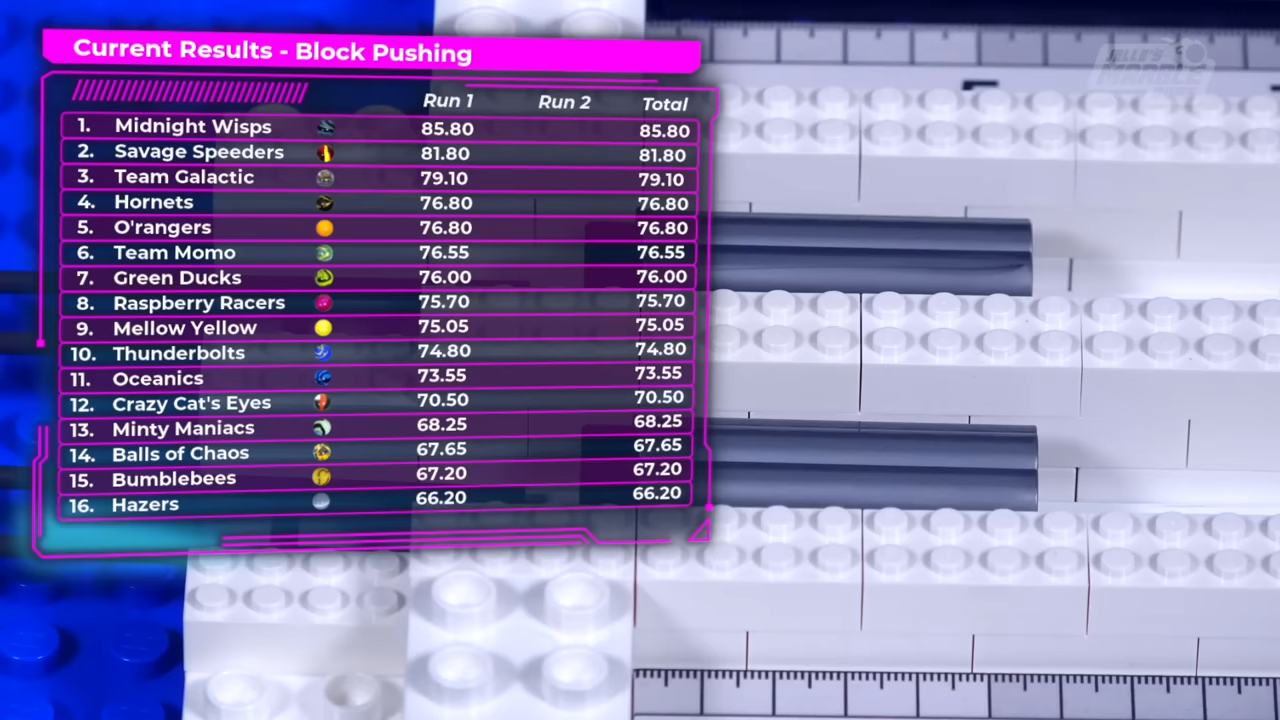 Current Results - Block Pushing
JELLE'S
MARBLE
Run 1 Run 2 Total
1. Midnight Wisps 85.80 85.80
2. Savage Speeders 81.80 81.80
3. Team Galactic 79.10 79.10
4. Hornets 76.80 76.80
5. O'rangers 76.80 76.80
6. Team Momo 76.55 76.55
7. Green Ducks 76.00 76.00
8. Raspberry Racers 75.70 75.70
9. Mellow Yellow 75.05 75.05
10. Thunderbolts 74.80 74.80
11. Oceanics 73.55 73.55
12. Crazy Cat's Eyes 70.50 70.50
13. Minty Maniacs 68.25 68.25
14. Balls of Chaos 67.65 67.65
15. Bumblebees 67.20 67.20
16. Hazers 66.20 66.20